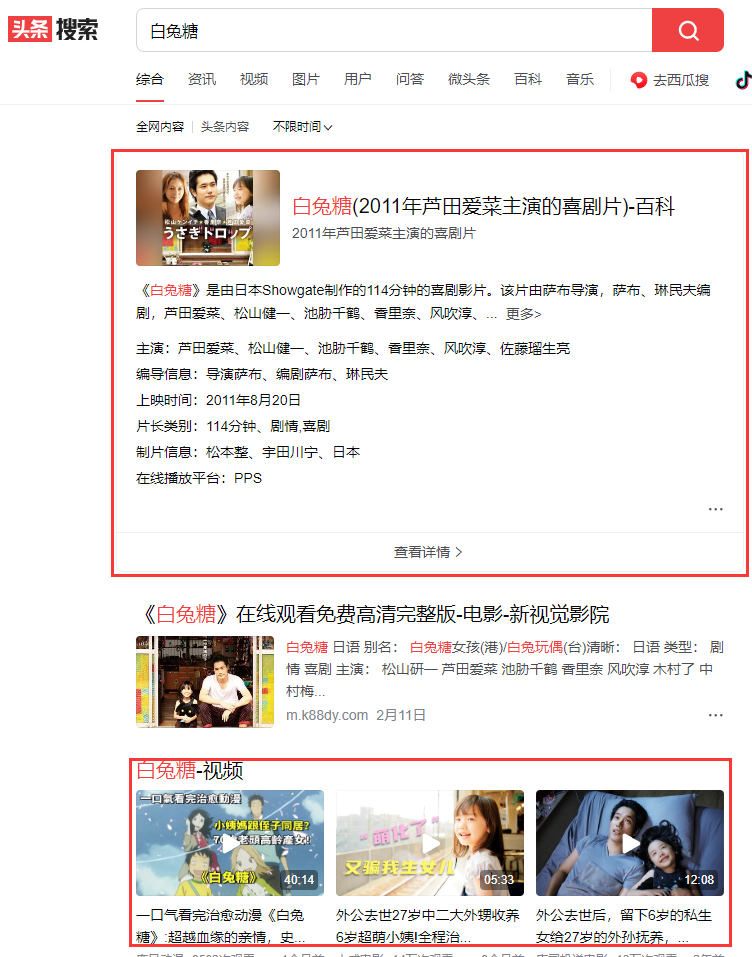 头条搜索
白兔糖
综合 资讯 视频 图片 用户 问答 微头条 百科 音乐 去西瓜搜
全网内容 头条内容 不限时间
松山ケンイチ
うさぎドロップ
白兔糖(2011年芦田爱菜主演的喜剧片)-百科
2011年芦田爱菜主演的喜剧片
《白兔糖》是由日本Showgate制作的114分钟的喜剧影片。该片由萨布导演，萨布、琳民夫编
剧，芦田爱菜、松山健一、池胁千鹤、香里奈、风吹淳、... 更多>
主演：芦田爱菜、松山健一、池胁千鹤、香里奈、风吹淳、佐藤瑠生亮
编导信息：导演萨布、编剧萨布、琳民夫
上映时间：2011年8月20日
片长类别：114分钟、剧情,喜剧
制片信息：松本整、宇田川宁、日本
在线播放平台：PPS
...
查看详情
《白兔糖》在线观看免费高清完整版-电影-新视觉影院
白兔糖 日语 别名： 白兔糖女孩(港)/白兔玩偶(台)清晰： 日语 类型： 剧
情 喜剧 主演： 松山研一 芦田爱菜 池胁千鹤 香里奈 风吹淳 木村了 中
村梅...
m.k88dy.com 2月11日
...
白兔糖-视频
一口氣看完治愈動漫
小姨媽跟侄子同居?
老頭高齡產女!
《白兔糖》
40:14
"萌化了"
又骗我生女儿
05:33
12:08
一口气看完治愈动漫《白兔
糖》:超越血缘的亲情，史...
外公去世27岁中二大外甥收养
6岁超萌小姨!全程治...
外公去世后，留下6岁的私生
女给27岁的外孙抚养，...